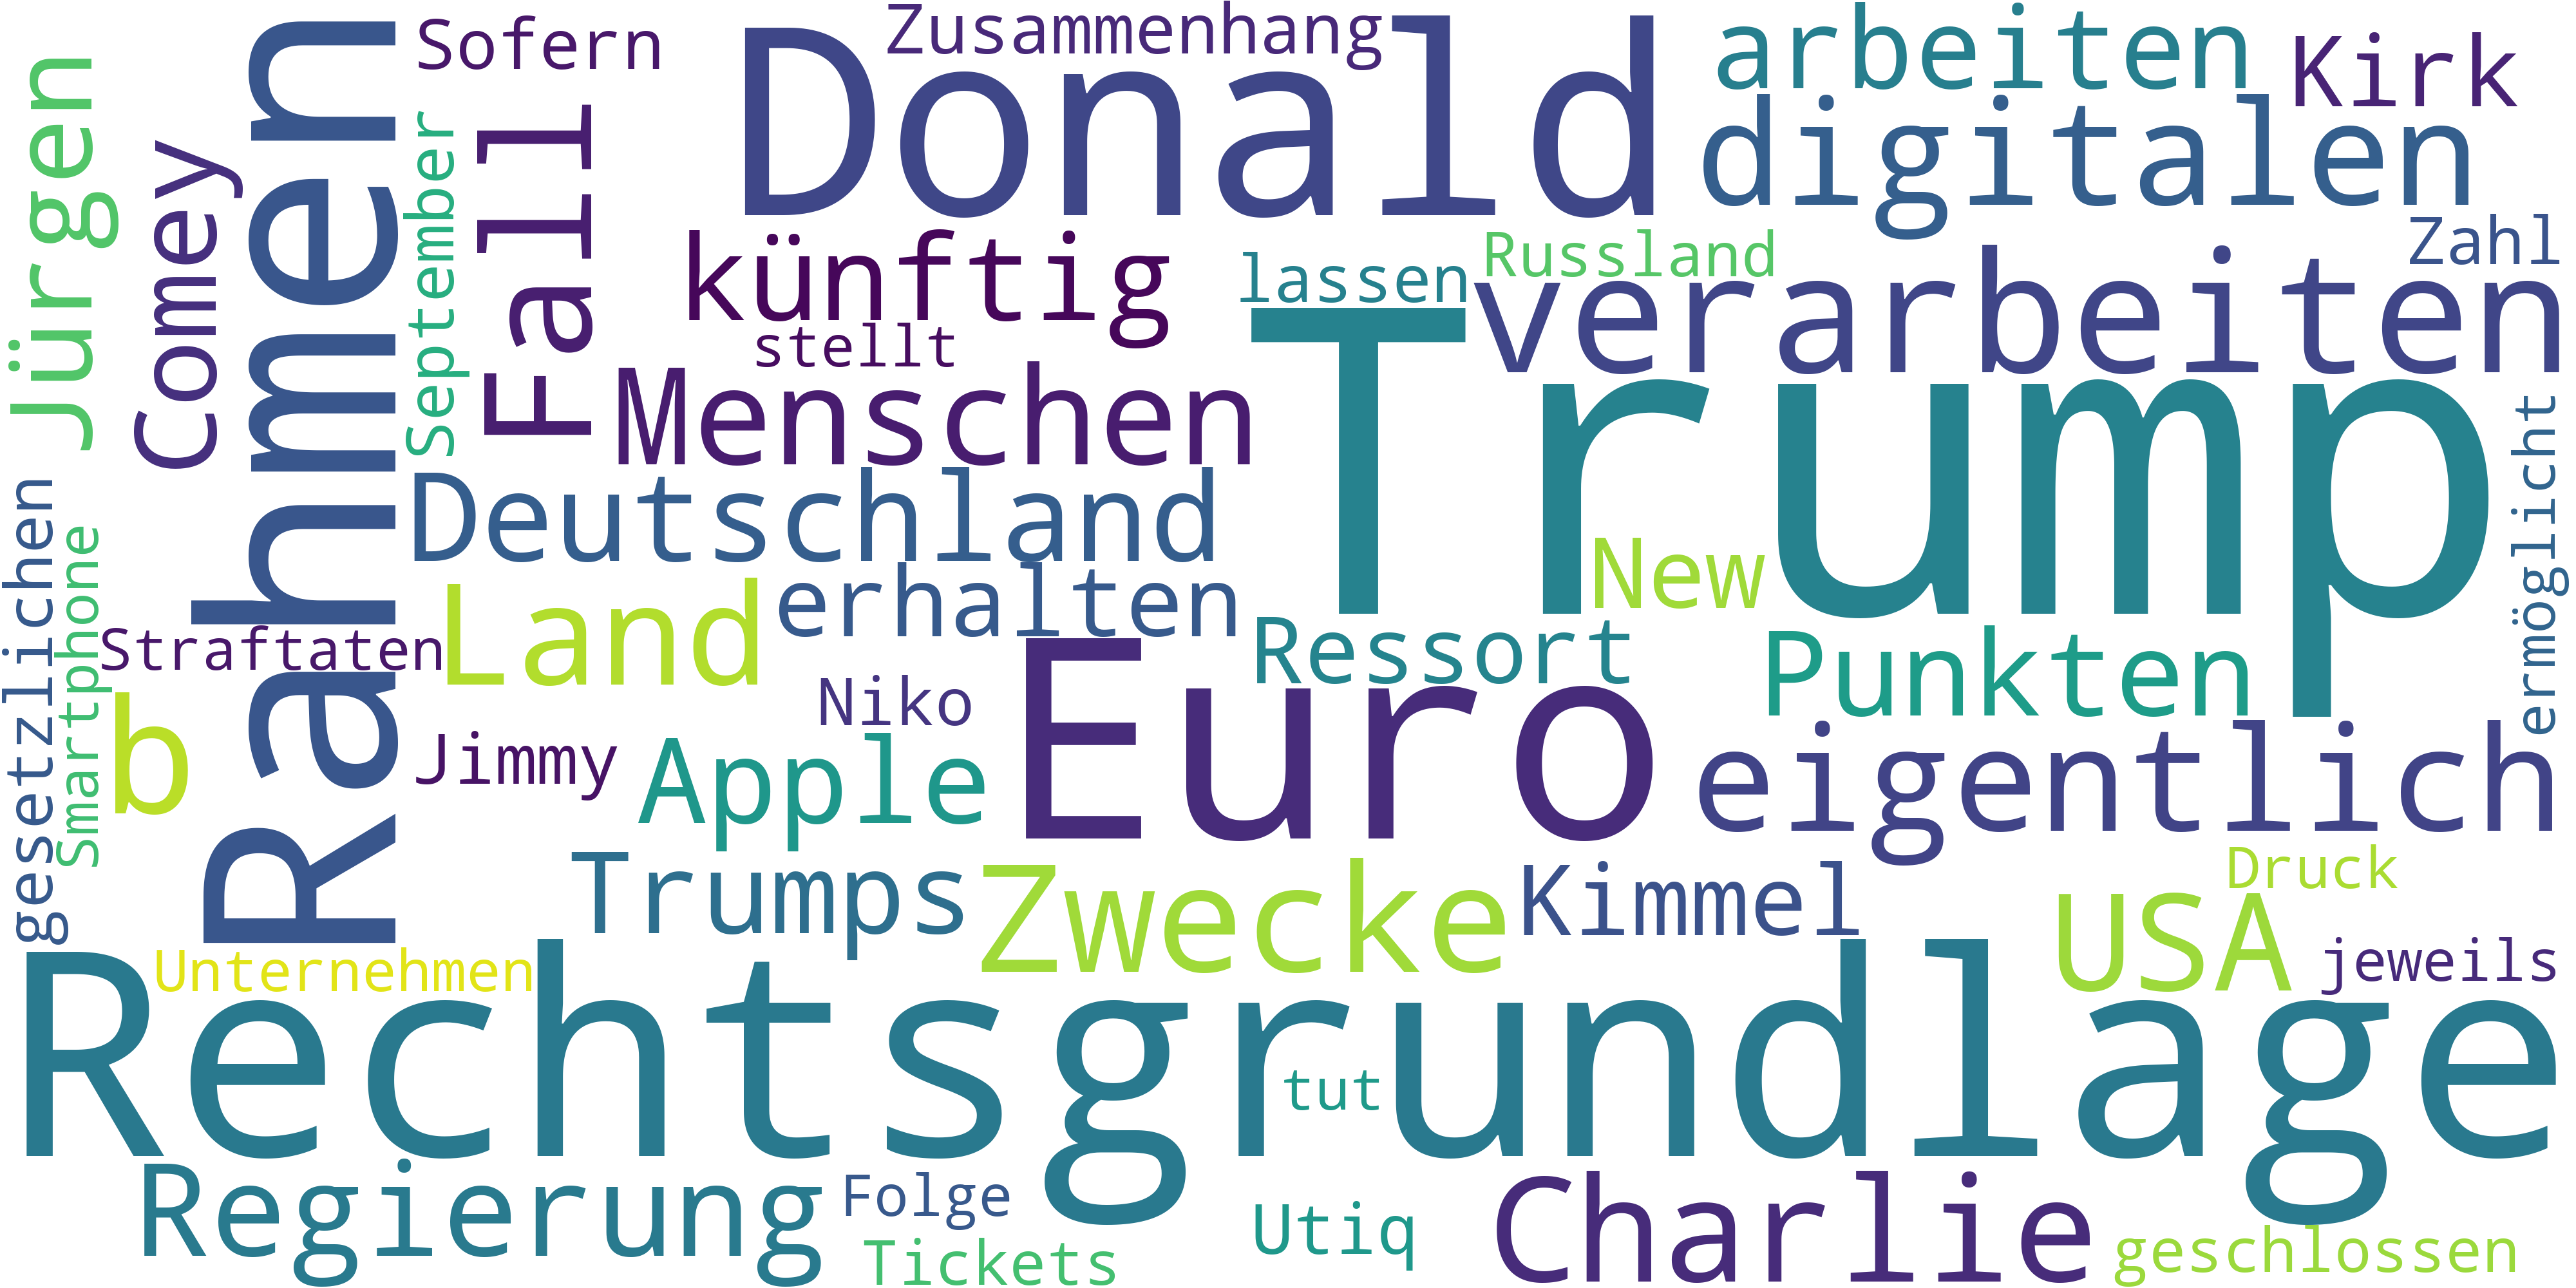 Zusammenhang
Sofern
Donald
arbeiten
Kirk
Jürgen
Comey
Rahmen
September
Fall
digitalen
künftig
lassen
Russland
Zahl
verarbeiten
stellt
Menschen
Trump
Deutschland
ermöglicht
gesetzlichen
Smartphone
Straftaten
Land
erhalten
New
Ressort
Punkten
b
Niko
Jimmy
Apple
Euro
eigentlich
Trumps
Zwecke
Kimmel
Druck
USA
jeweils
Unternehmen
Rechtsgrundlage
tut
Regierung
Folge
Tickets
Utiq
Charlie
geschlossen